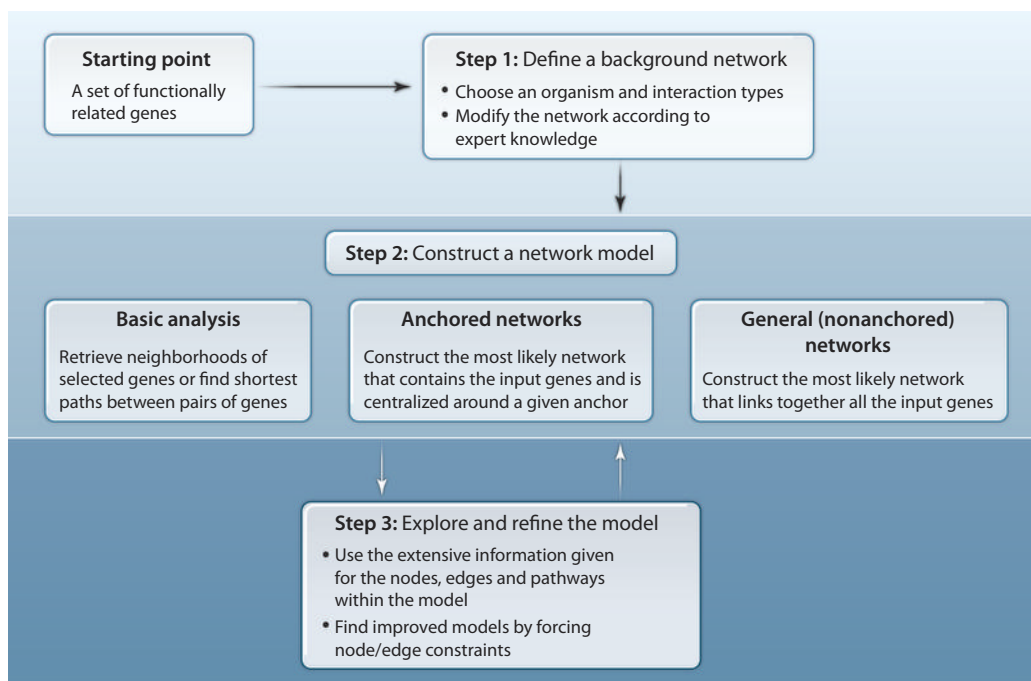 Starting point
A set of functionally
related genes
Step 1: Define a background network
• Choose an organism and interaction types
• Modify the network according to
expert knowledge
Step 2: Construct a network model
Basic analysis
Retrieve neighborhoods of
selected genes or find shortest
paths between pairs of genes
Anchored networks
Construct the most likely network
that contains the input genes and is
centralized around a given anchor
General (nonanchored)
networks
Construct the most likely network
that links together all the input genes
Step 3: Explore and refine the model
• Use the extensive information given
for the nodes, edges and pathways
within the model
• Find improved models by forcing
node/edge constraints